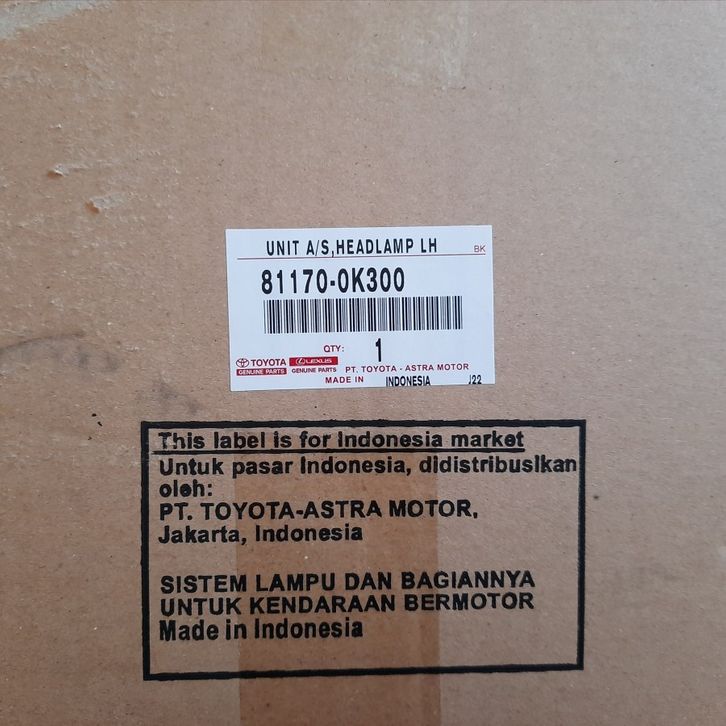 UNIT A/S,HEADLAMP LH
BK
81170-0K300
QTY: 1
TOYOTA LEXUS
GENUINE PARTS GENUINE PARTS PT. TOYOTA - ASTRA MOTOR
MADE IN INDONESIA J22
This label is for Indonesia market
Untuk pasar Indonesia, didistribusikan
oleh:
PT. TOYOTA-ASTRA MOTOR,
Jakarta, Indonesia
SISTEM LAMPU DAN BAGIANNYA
UNTUK KENDARAAN BERMOTOR
Made in Indonesia